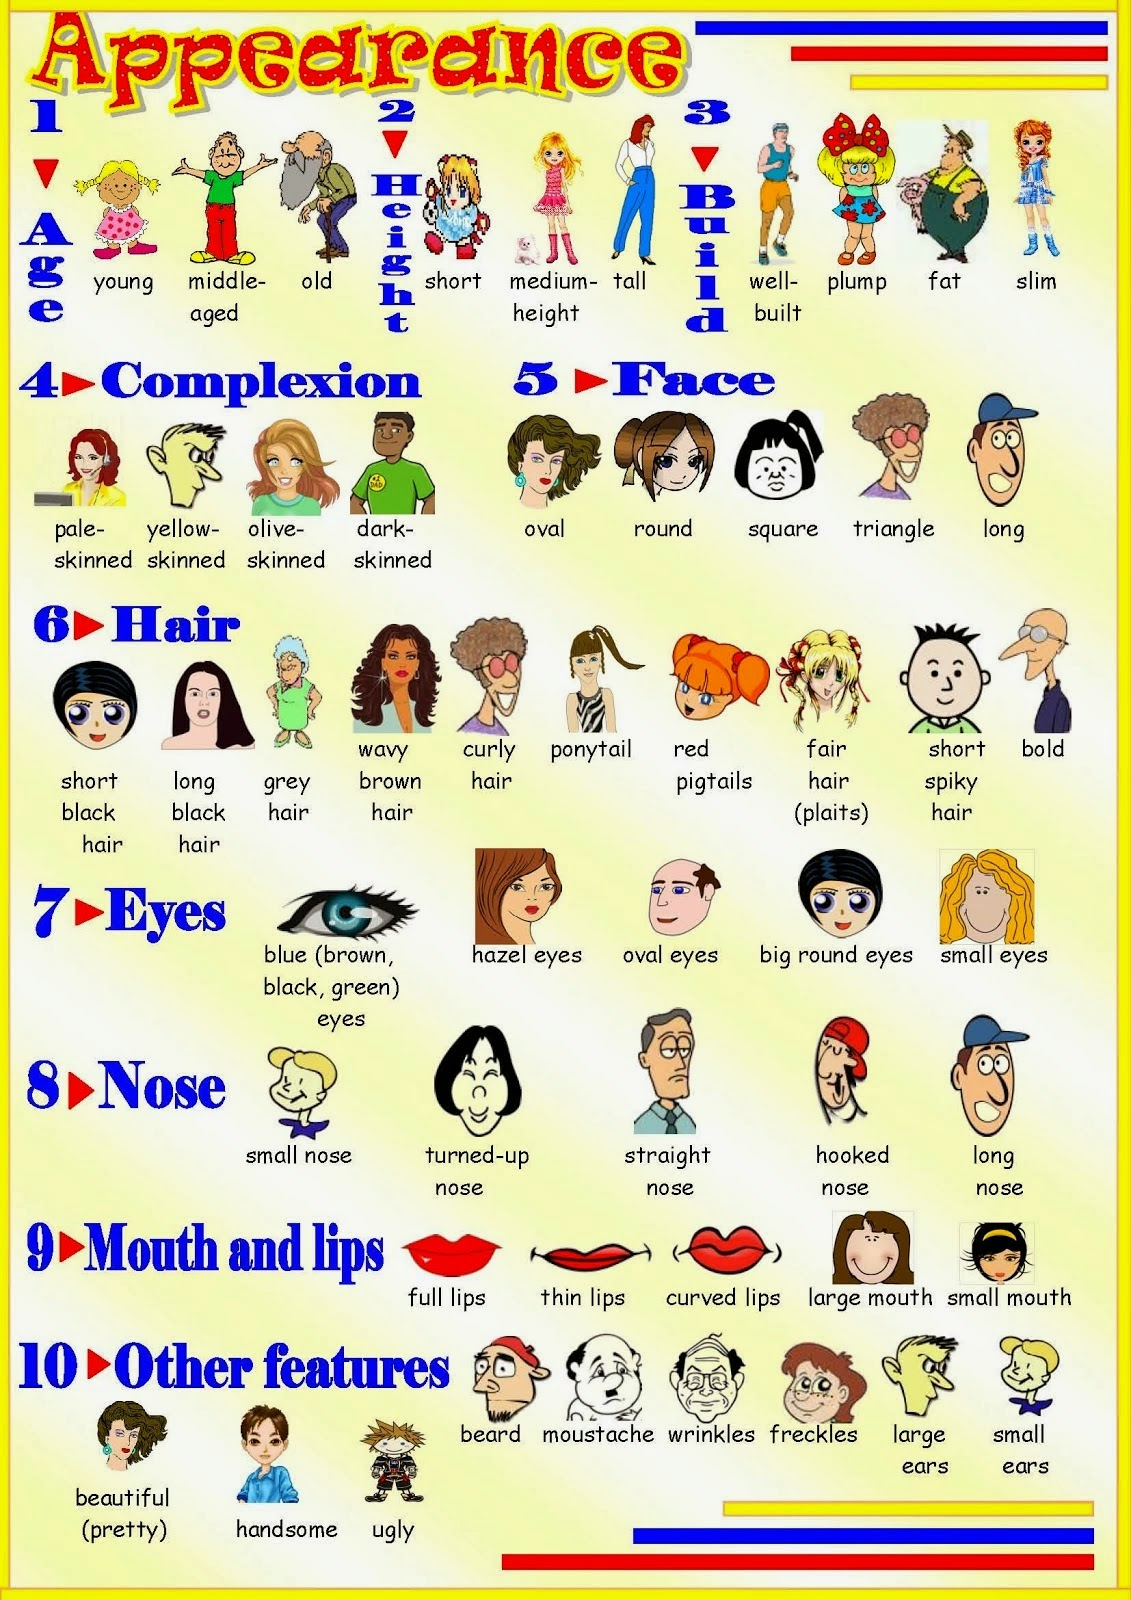 Appearance
1 Age
young
middle-
aged
old
2 Height
short
medium-
height
tall
3 Build
well-
built
plump
fat
slim
4 Complexion
pale-
skinned
yellow-
skinned
olive-
skinned
dark-
skinned
5 Face
oval
round
square
triangle
long
6 Hair
short
black
hair
long
black
hair
grey
hair
wavy
brown
hair
curly
hair
ponytail
red
pigtails
fair
hair
(plaits)
short
spiky
hair
bold
7 Eyes
blue (brown,
black, green)
eyes
hazel eyes
oval eyes
big round eyes
small eyes
8 Nose
small nose
turned-up
nose
straight
nose
hooked
nose
long
nose
9 Mouth and lips
full lips
thin lips
curved lips
large mouth
small mouth
10 Other features
beard
moustache
wrinkles
freckles
large
ears
small
ears
beautiful
(pretty)
handsome
ugly